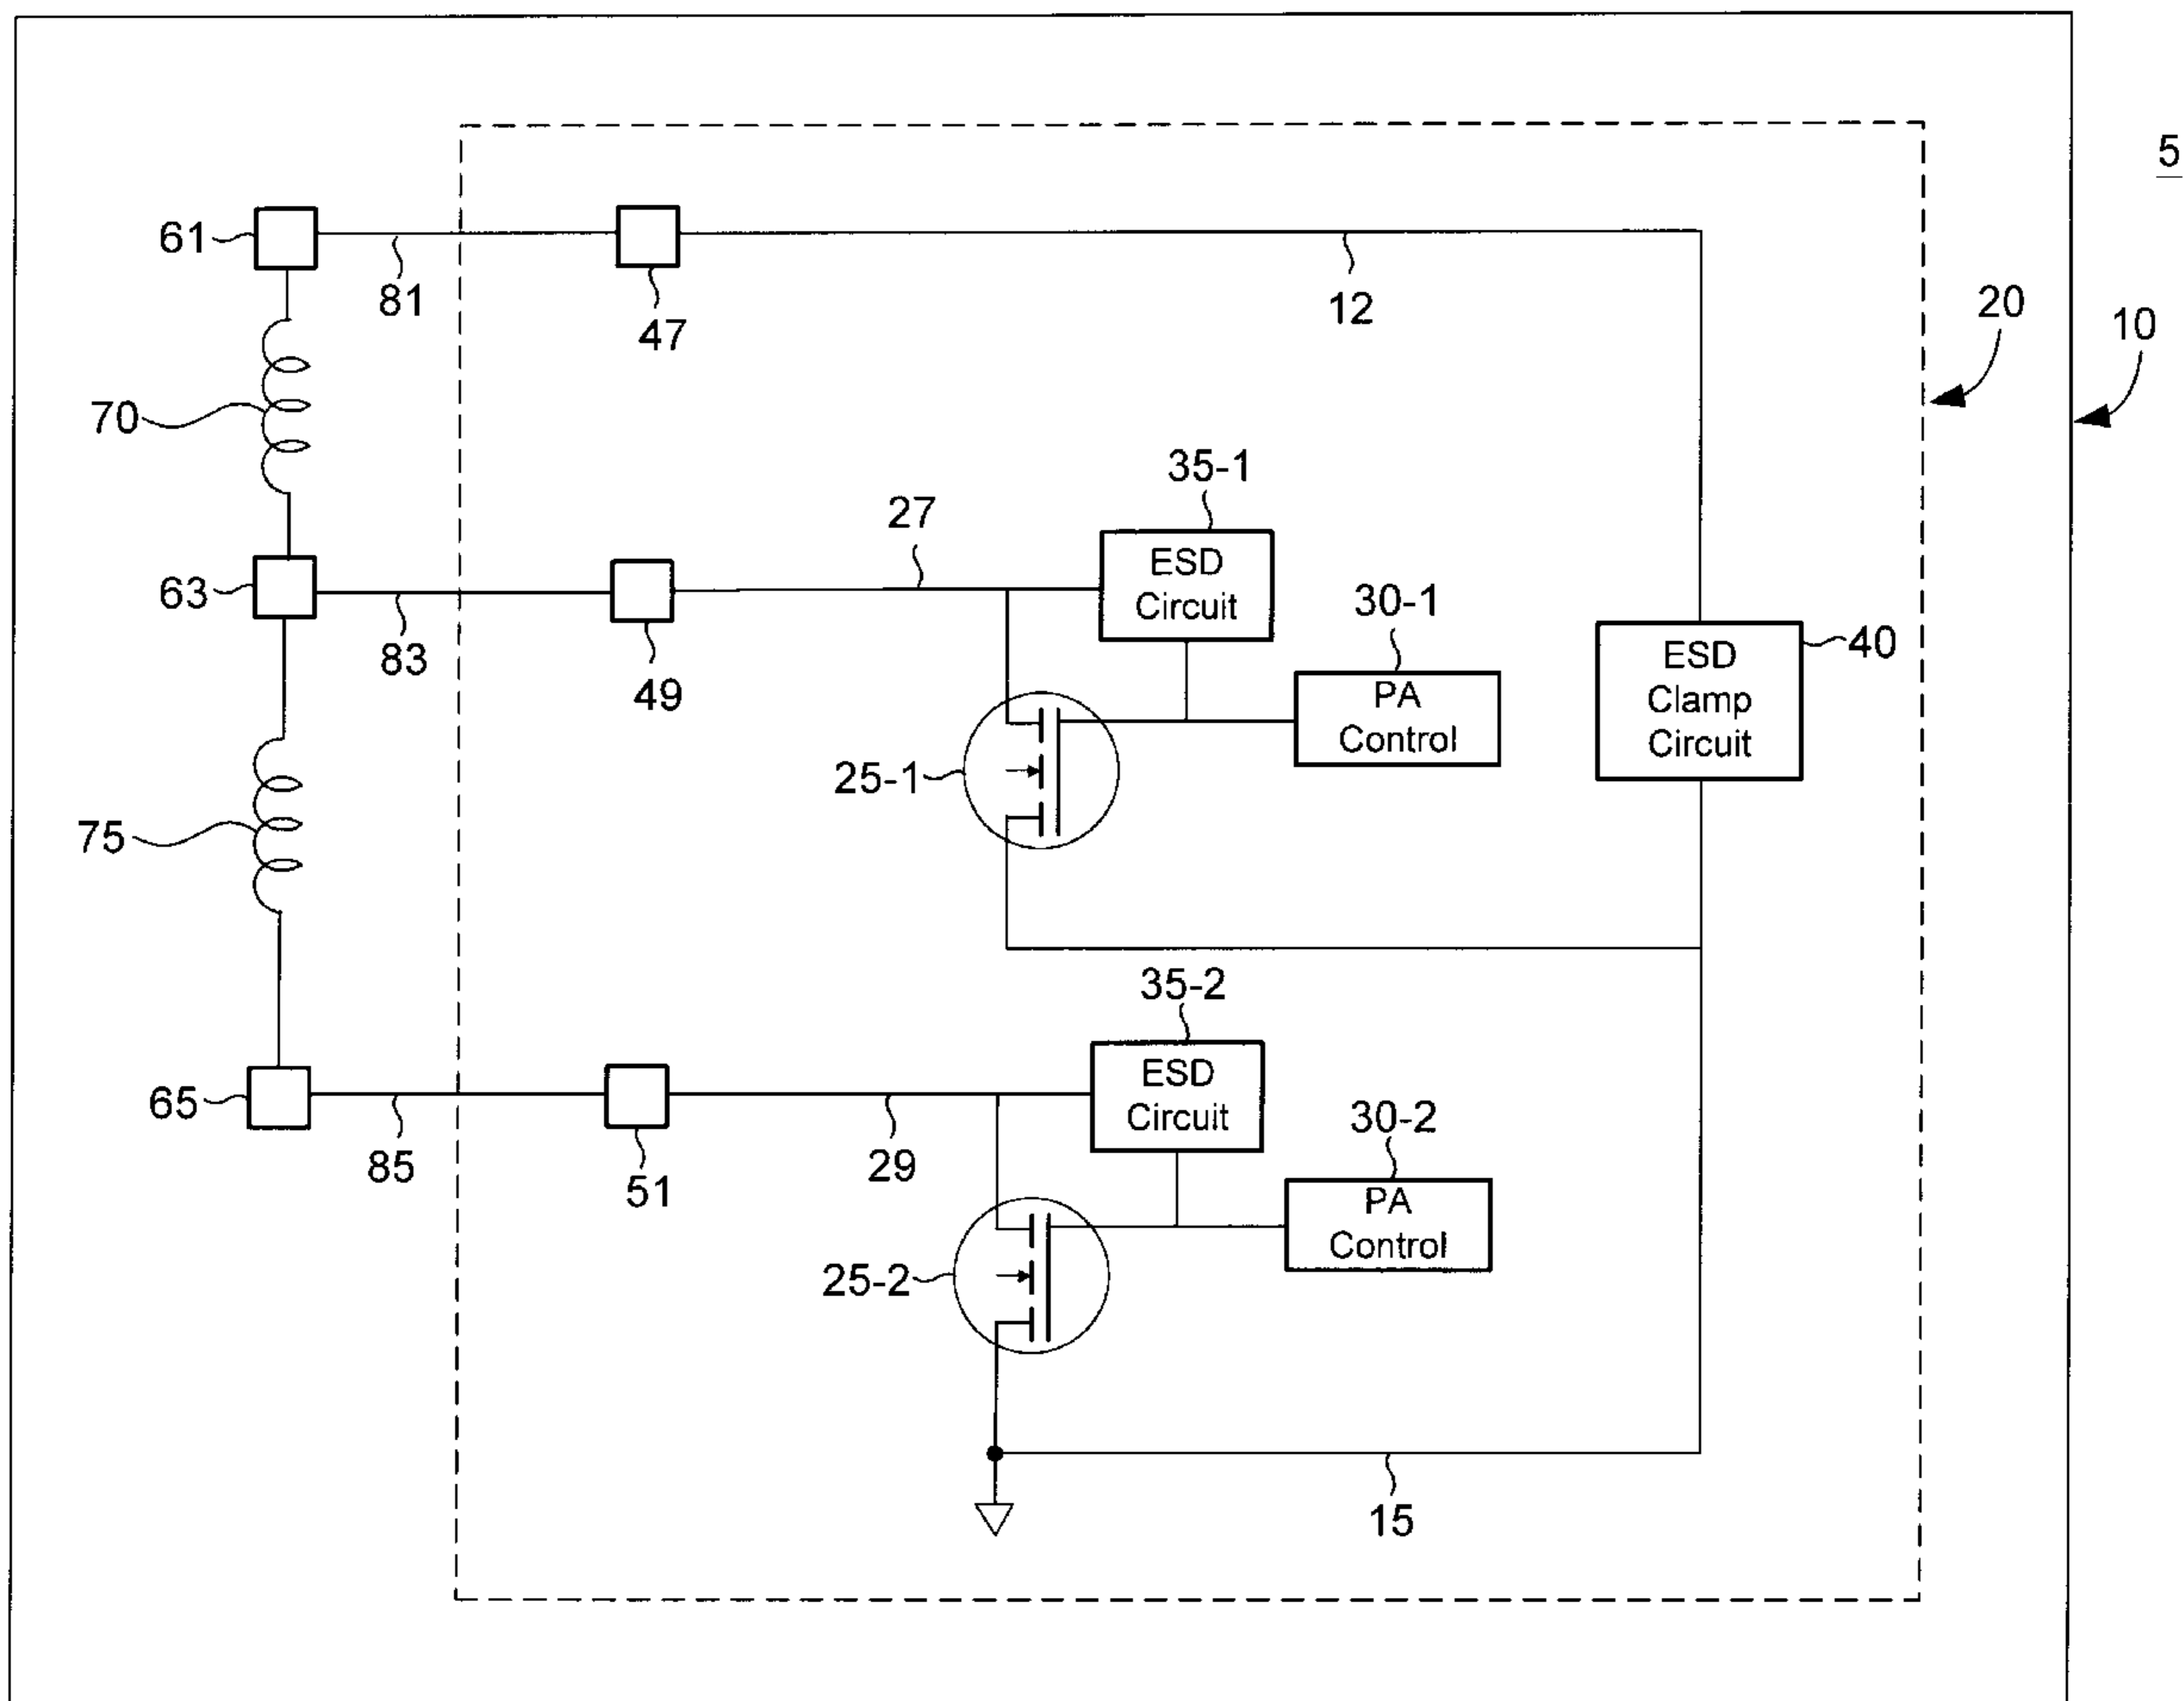 5
61
81
47
12
20
10
70
35-1
27
ESD
Circuit
30-1
63
83
49
PA
Control
ESD
Clamp
Circuit
40
25-1
75
35-2
ESD
Circuit
30-2
65
85
51
29
PA
Control
25-2
15